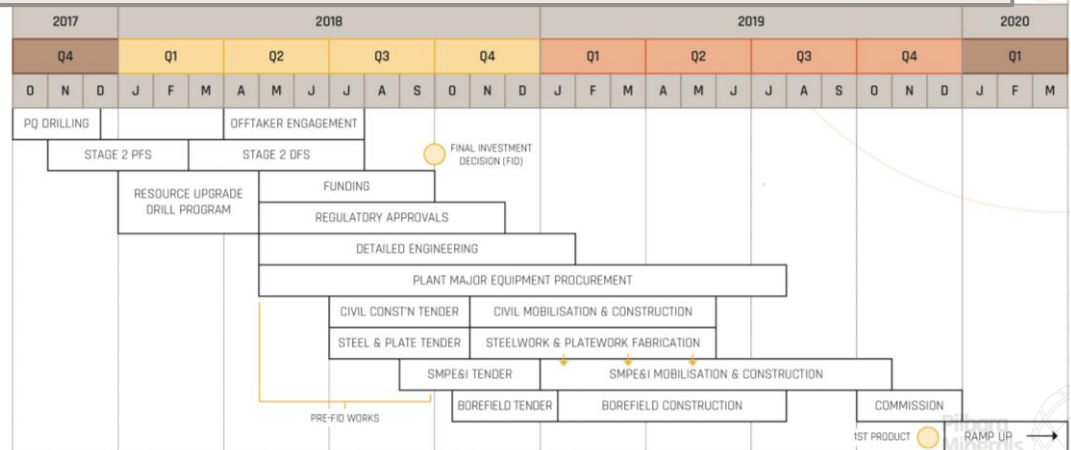 2017 2018 2019 2020
Q4 Q1 Q2 Q3 Q4 Q1 Q2 Q3 Q4 Q1
O N D J F M A M J J A S O N D J F M A M J J A S O N D J F M
PQ DRILLING OFFTAKER ENGAGEMENT
STAGE 2 PFS STAGE 2 DFS
FINAL INVESTMENT
DECISION (FID)
RESOURCE UPGRADE
DRILL PROGRAM
FUNDING
REGULATORY APPROVALS
DETAILED ENGINEERING
PLANT MAJOR EQUIPMENT PROCUREMENT
CIVIL CONST'N TENDER CIVIL MOBILISATION & CONSTRUCTION
STEEL & PLATE TENDER STEELWORK & PLATEWORK FABRICATION
SMPE&I TENDER SMPE&I MOBILISATION & CONSTRUCTION
BOREFIELD TENDER BOREFIELD CONSTRUCTION COMMISSION
PRE-FID WORKS
1ST PRODUCT RAMP UP
Pilbara
Minerals